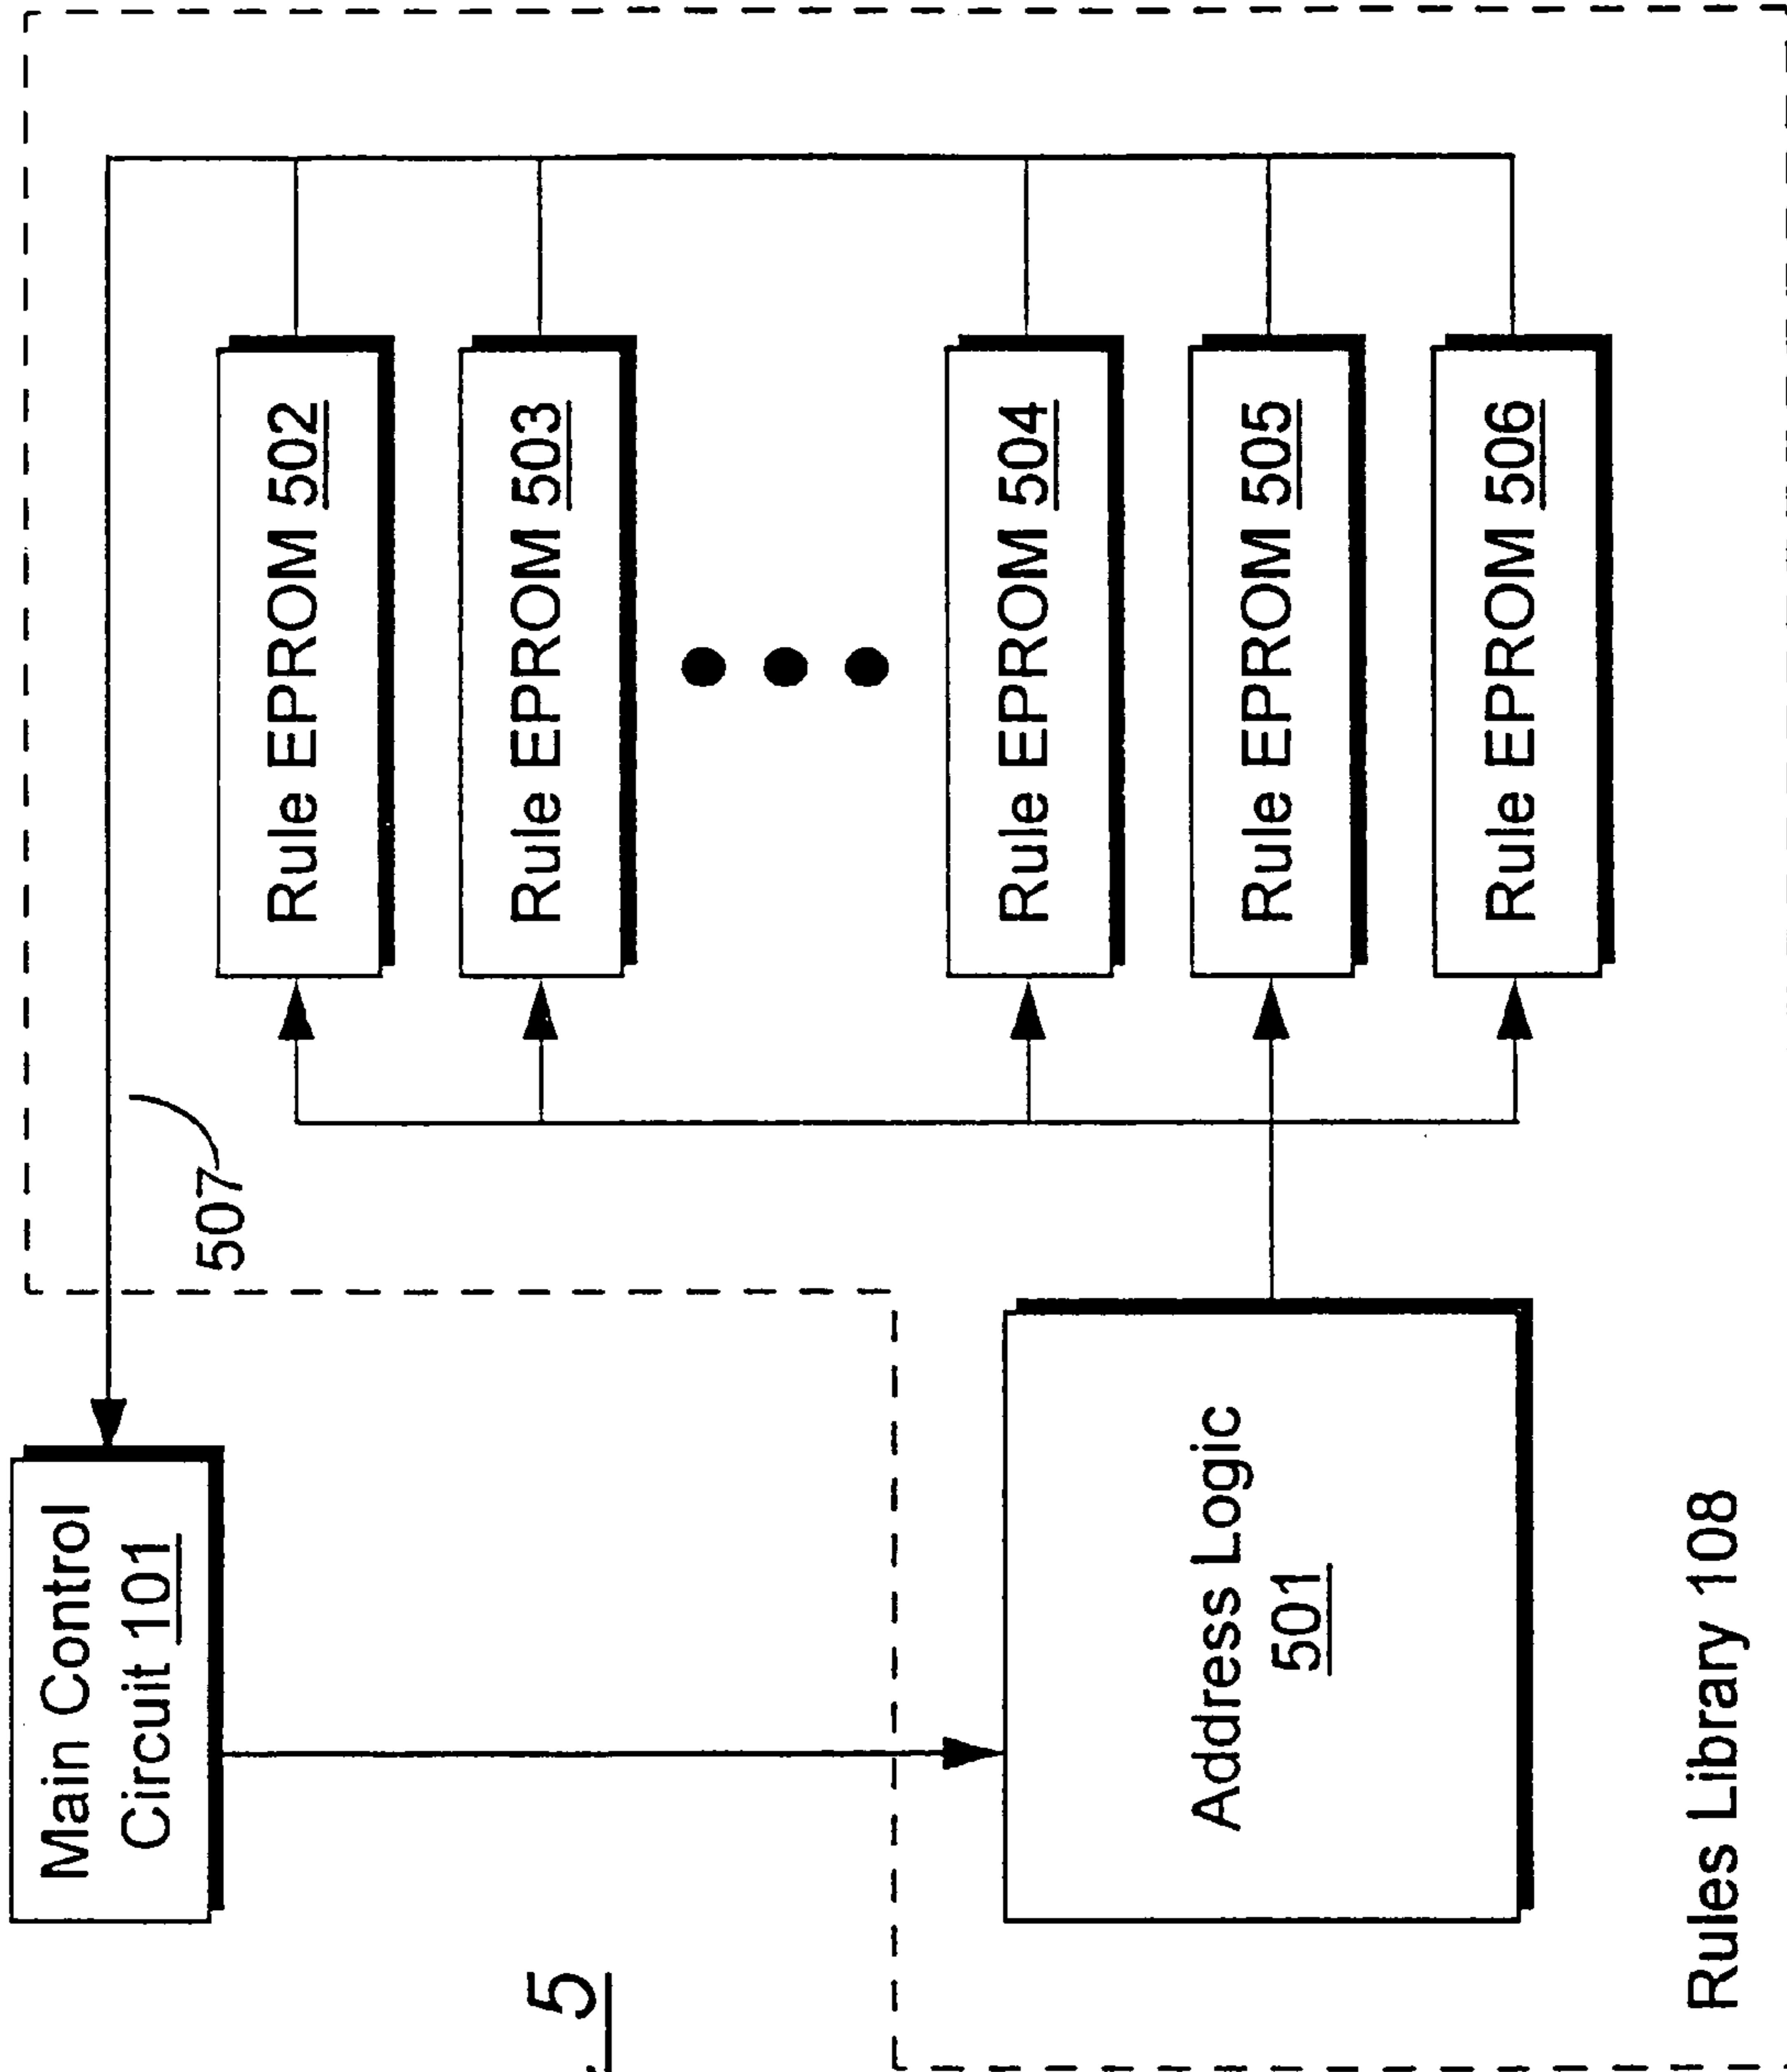 Main Control
Circuit 101
507
Rule EPROM 502
Rule EPROM 503
Rule EPROM 504
Rule EPROM 505
Rule EPROM 506
Address Logic
501
Rules Library 108
5